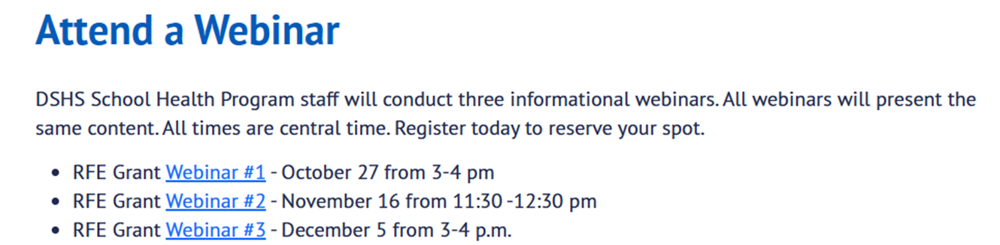 Attend a Webinar
DSHS School Health Program staff will conduct three informational webinars. All webinars will present the
same content. All times are central time. Register today to reserve your spot.
• RFE Grant Webinar #1 - October 27 from 3-4 pm
• RFE Grant Webinar #2 - November 16 from 11:30 -12:30 pm
• RFE Grant Webinar #3 - December 5 from 3-4 p.m.